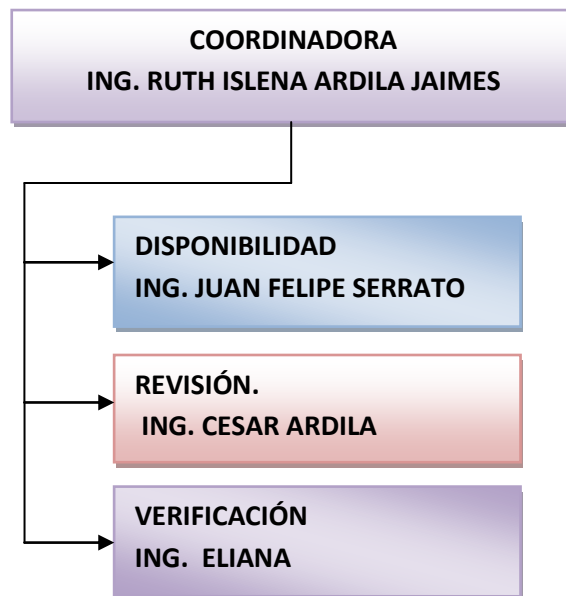 COORDINADORA
ING. RUTH ISLENA ARDILA JAIMES
DISPONIBILIDAD
ING. JUAN FELIPE SERRATO
REVISIÓN.
ING. CESAR ARDILA
VERIFICACIÓN
ING. ELIANA